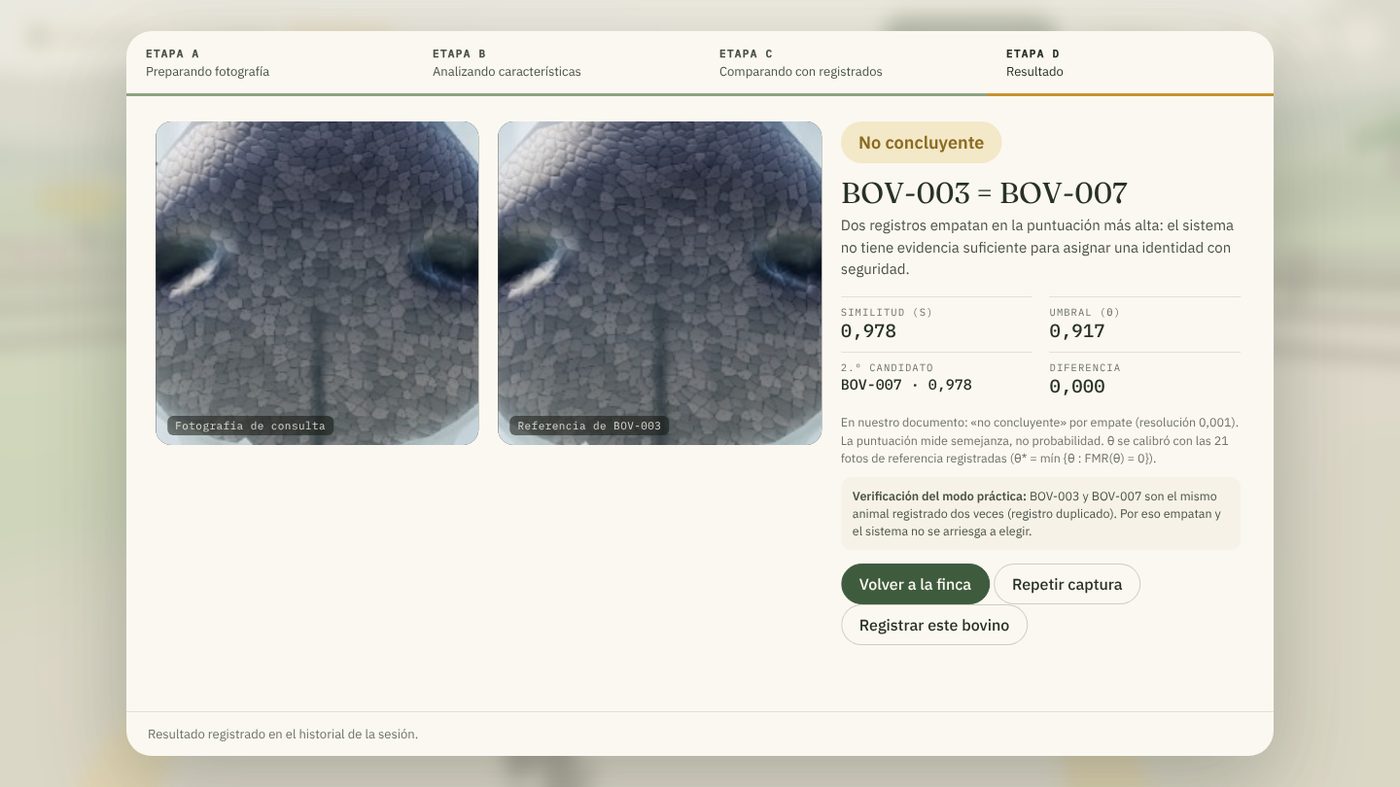 ETAPA A
Preparando fotografía
ETAPA B
Analizando características
ETAPA C
Comparando con registrados
ETAPA D
Resultado
Fotografía de consulta
Referencia de BOV-003
No concluyente
BOV-003 = BOV-007
Dos registros empatan en la puntuación más alta: el sistema
no tiene evidencia suficiente para asignar una identidad con
seguridad.
SIMILITUD (S)
0,978
UMBRAL (θ)
0,917
2.º CANDIDATO
BOV-007 · 0,978
DIFERENCIA
0,000
En nuestro documento: «no concluyente» por empate (resolución 0,001).
La puntuación mide semejanza, no probabilidad. θ se calibró con las 21
fotos de referencia registradas (θ* = mín {θ : FMR(θ) = 0}).
Verificación del modo práctica: BOV-003 y BOV-007 son el mismo
animal registrado dos veces (registro duplicado). Por eso empatan y
el sistema no se arriesga a elegir.
Volver a la finca
Repetir captura
Registrar este bovino
Resultado registrado en el historial de la sesión.